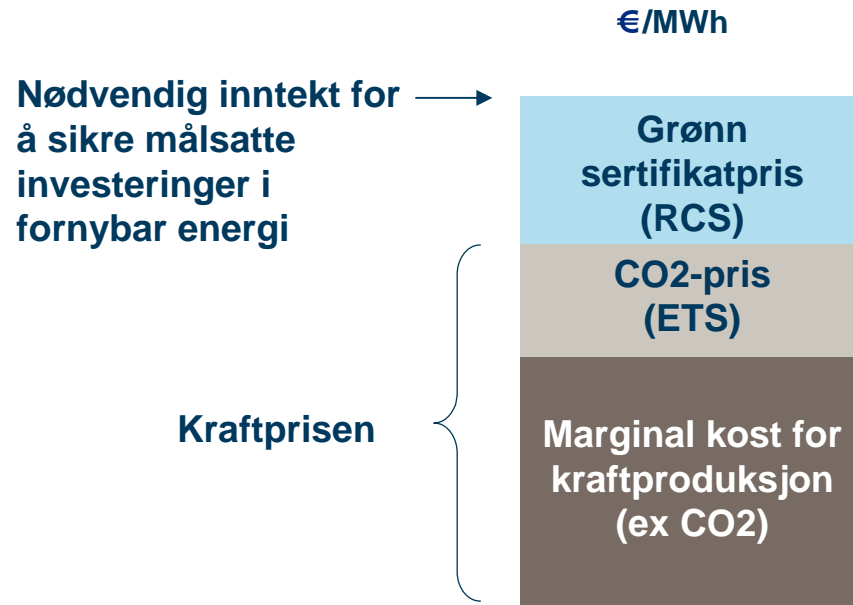 €/MWh
Nødvendig inntekt for
å sikre målsatte
investeringer i
fornybar energi
Grønn
sertifikatpris
(RCS)
CO2-pris
(ETS)
Kraftprisen
Marginal kost for
kraftproduksjon
(ex CO2)